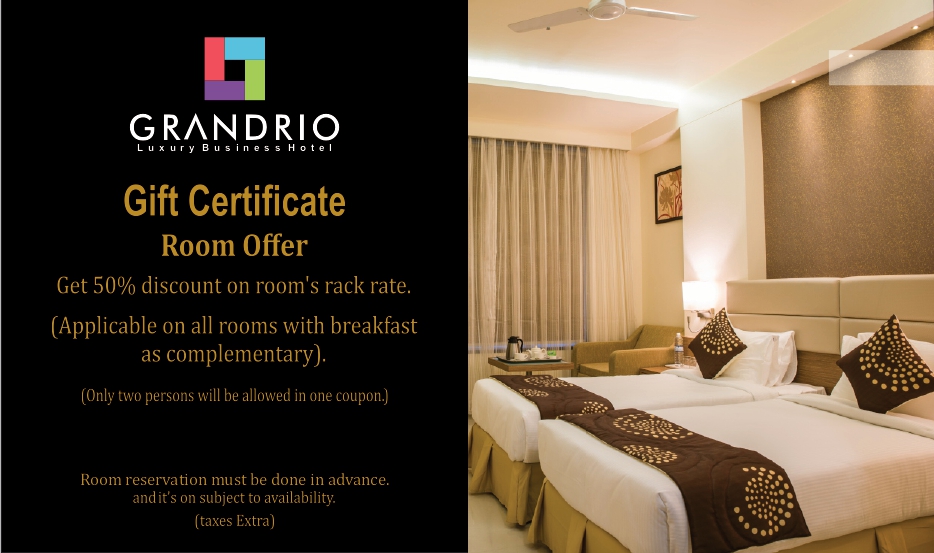 GRANDRIO
Luxury Business Hotel
Gift Certificate
Room Offer
Get 50% discount on room's rack rate.
(Applicable on all rooms with breakfast
as complementary).
(Only two persons will be allowed in one coupon.)
Room reservation must be done in advance.
and it's on subject to availability.
(taxes Extra)